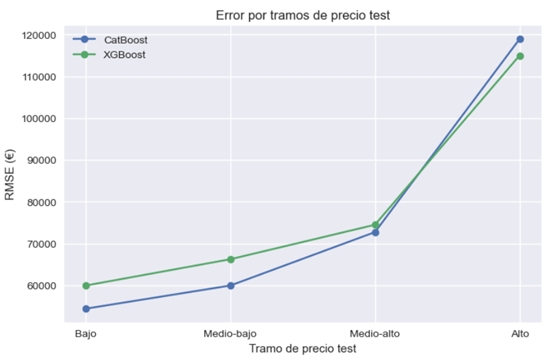 Error por tramos de precio test
CatBoost
XGBoost
RMSE (€)
120000
110000
100000
90000
80000
70000
60000
Bajo
Medio-bajo
Medio-alto
Alto
Tramo de precio test